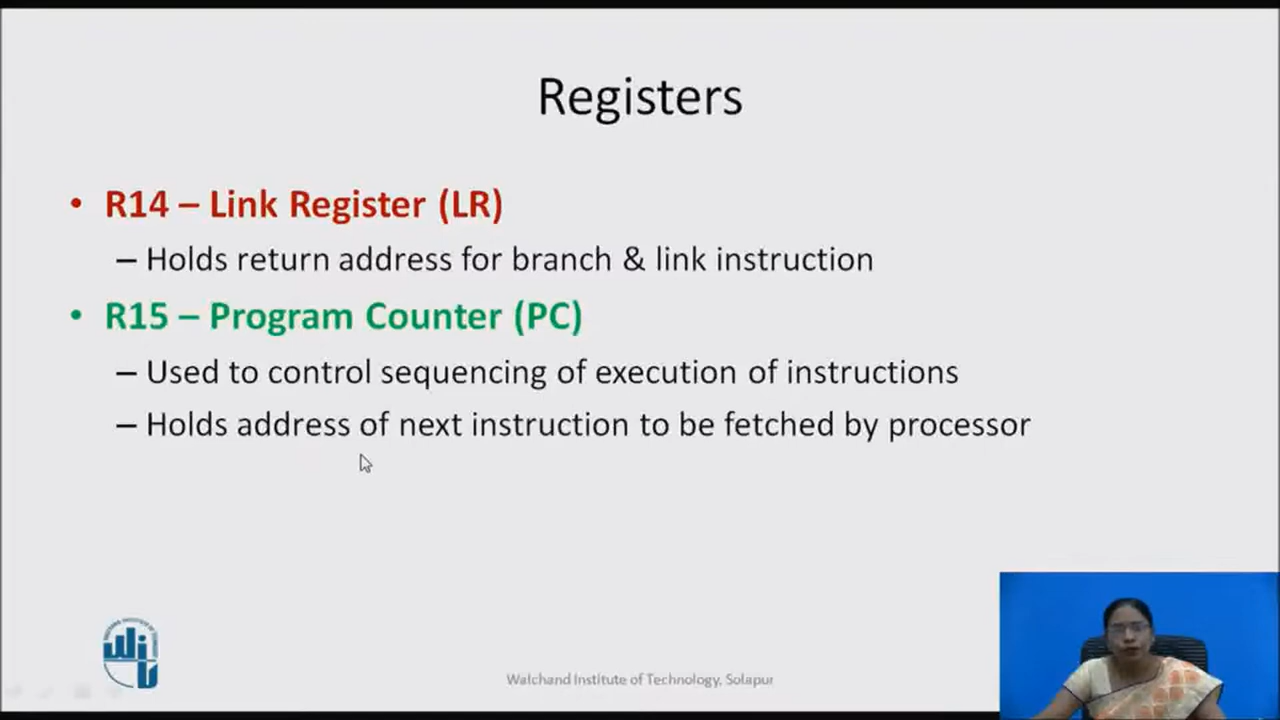 Registers
• R14 – Link Register (LR)
– Holds return address for branch & link instruction
• R15 – Program Counter (PC)
– Used to control sequencing of execution of instructions
– Holds address of next instruction to be fetched by processor
Walchand Institute of Technology, Solapur